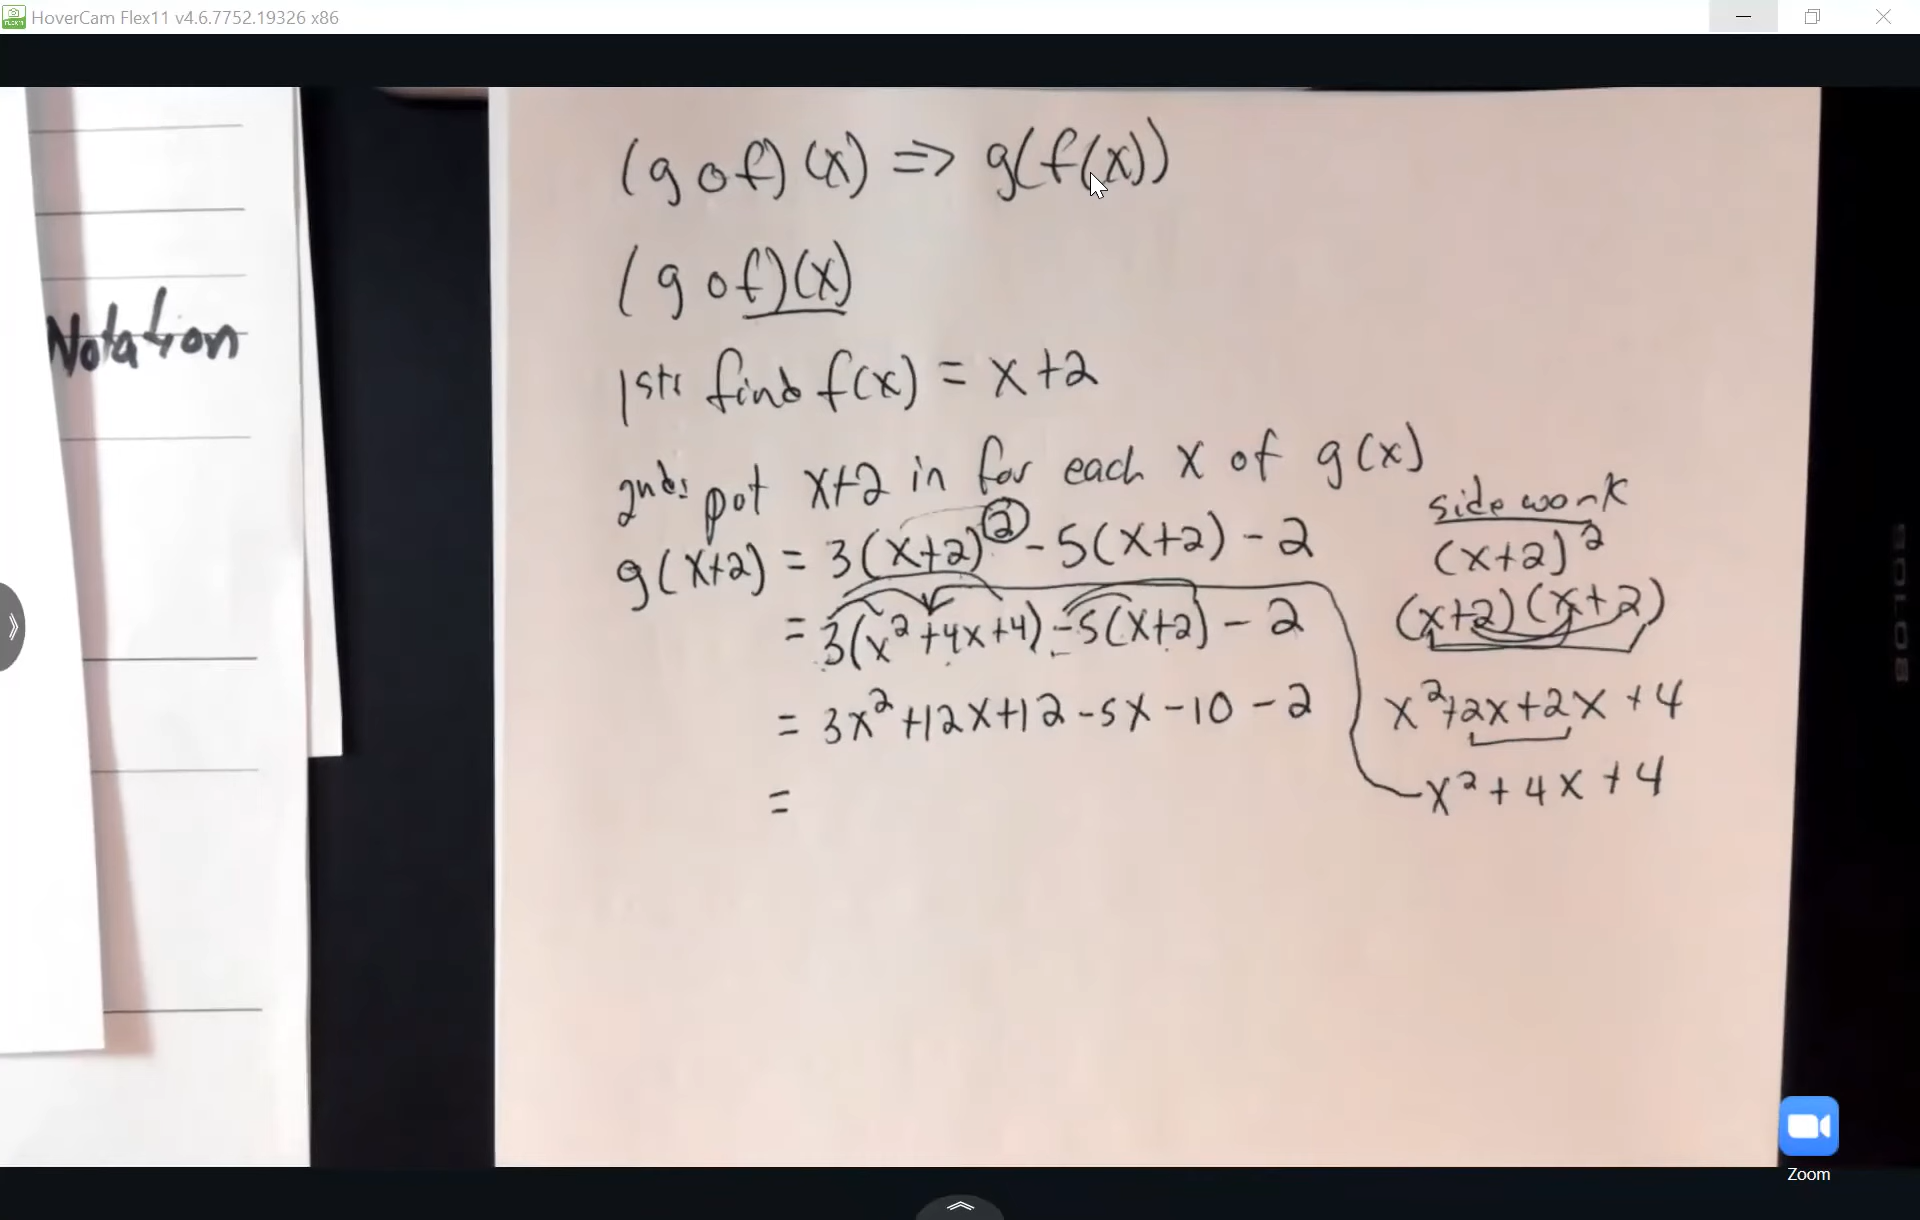 HoverCam Flex11 v4.6.7752.19326 x86
Notation
(g o f) (x) => g(f(x))
(g o f)(x)
1st: find f(x) = x+2
2nd: put x+2 in for each x of g(x)
g(x+2) = 3(x+2)² - 5(x+2) - 2
= 3(x²+4x+4) - 5(x+2) - 2
= 3x²+12x+12-5x-10-2
=
side work
(x+2)²
(x+2)(x+2)
x²+2x+2x+4
x²+4x+4
Zoom